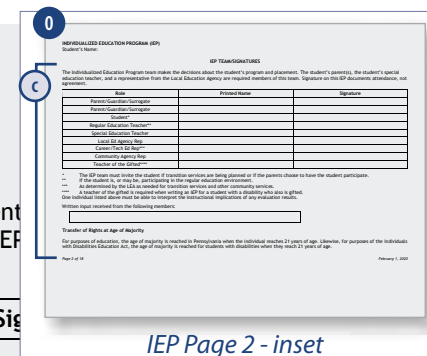 0
INDIVIDUALIZED EDUCATION PROGRAM (IEP)
Student's Name:
IEP TEAM/SIGNATURES
C
The Individualized Education Program team makes the decisions about the student's program and placement. The student's parent(s), the student's special
education teacher, and a representative from the Local Education Agency are required members of this team. Signature on this IEP documents attendance, not
agreement.
Role Printed Name Signature
Parent/Guardian/Surrogate
Parent/Guardian/Surrogate
Student*
Regular Education Teacher**
Special Education Teacher
Local Ed Agency Rep
Career/Tech Ed Rep***
Community Agency Rep
Teacher of the Gifted****
* The IEP team must invite the student if transition services are being planned or if the parents choose to have the student participate.
** If the student is, or may be, participating in the regular education environment.
*** As determined by the LEA as needed for transition services and other community services.
**** A teacher of the gifted is required when writing an IEP for a student with a disability who also is gifted.
One individual listed above must be able to interpret the instructional implications of any evaluation results.
Written input received from the following members:
Transfer of Rights at Age of Majority
For purposes of education, the age of majority is reached in Pennsylvania when the individual reaches 21 years of age. Likewise, for purposes of the Individuals
with Disabilities Education Act, the age of majority is reached for students with disabilities when they reach 21 years of age.
Page 2 of 18 February 1, 2020
ent
EP
Sig
IEP Page 2 - inset